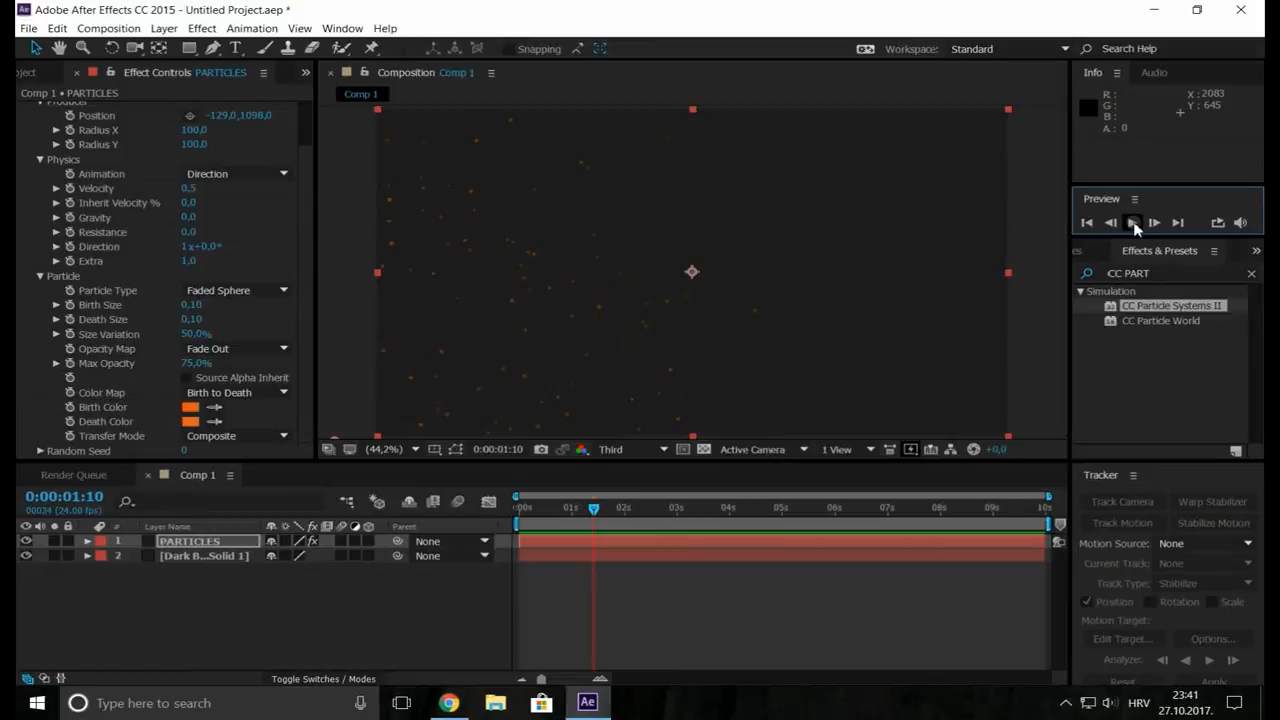 Adobe After Effects CC 2015 - Untitled Project.aep *
File Edit Composition Layer Effect Animation View Window Help
Snapping
Workspace: Standard
Search Help
oject
Effect Controls PARTICLES
Comp 1 • PARTICLES
Producer
Position -129,0,1098,0
Radius X 100,0
Radius Y 100,0
Physics
Animation Direction
Velocity 0,5
Inherit Velocity % 0,0
Gravity 0,0
Resistance 0,0
Direction 1x+0,0°
Extra 1,0
Particle
Particle Type Faded Sphere
Birth Size 0,10
Death Size 0,10
Size Variation 50,0%
Opacity Map Fade Out
Max Opacity 75,0%
Source Alpha Inherit
Color Map Birth to Death
Birth Color
Death Color
Transfer Mode Composite
Random Seed 0
Composition Comp 1
Comp 1
(44,2%) 0:00:01:10 Third Active Camera 1 View +0,0
Info Audio
R: X: 2083
G: Y: 645
B:
A: 0
Preview
es Effects & Presets
CC PART
Simulation
CC Particle Systems II
CC Particle World
Render Queue Comp 1
0:00:01:10
00034 (24.00 fps)
# Layer Name Parent
1 PARTICLES None
2 [Dark B...Solid 1] None
:00s 01s 02s 03s 04s 05s 06s 07s 08s 09s 10s
Toggle Switches / Modes
Tracker
Track Camera Warp Stabilizer
Track Motion Stabilize Motion
Motion Source: None
Current Track: None
Track Type: Stabilize
Position Rotation Scale
Motion Target:
Edit Target... Options...
Analyze:
Reset Apply
Type here to search
HRV
23:41
27.10.2017.